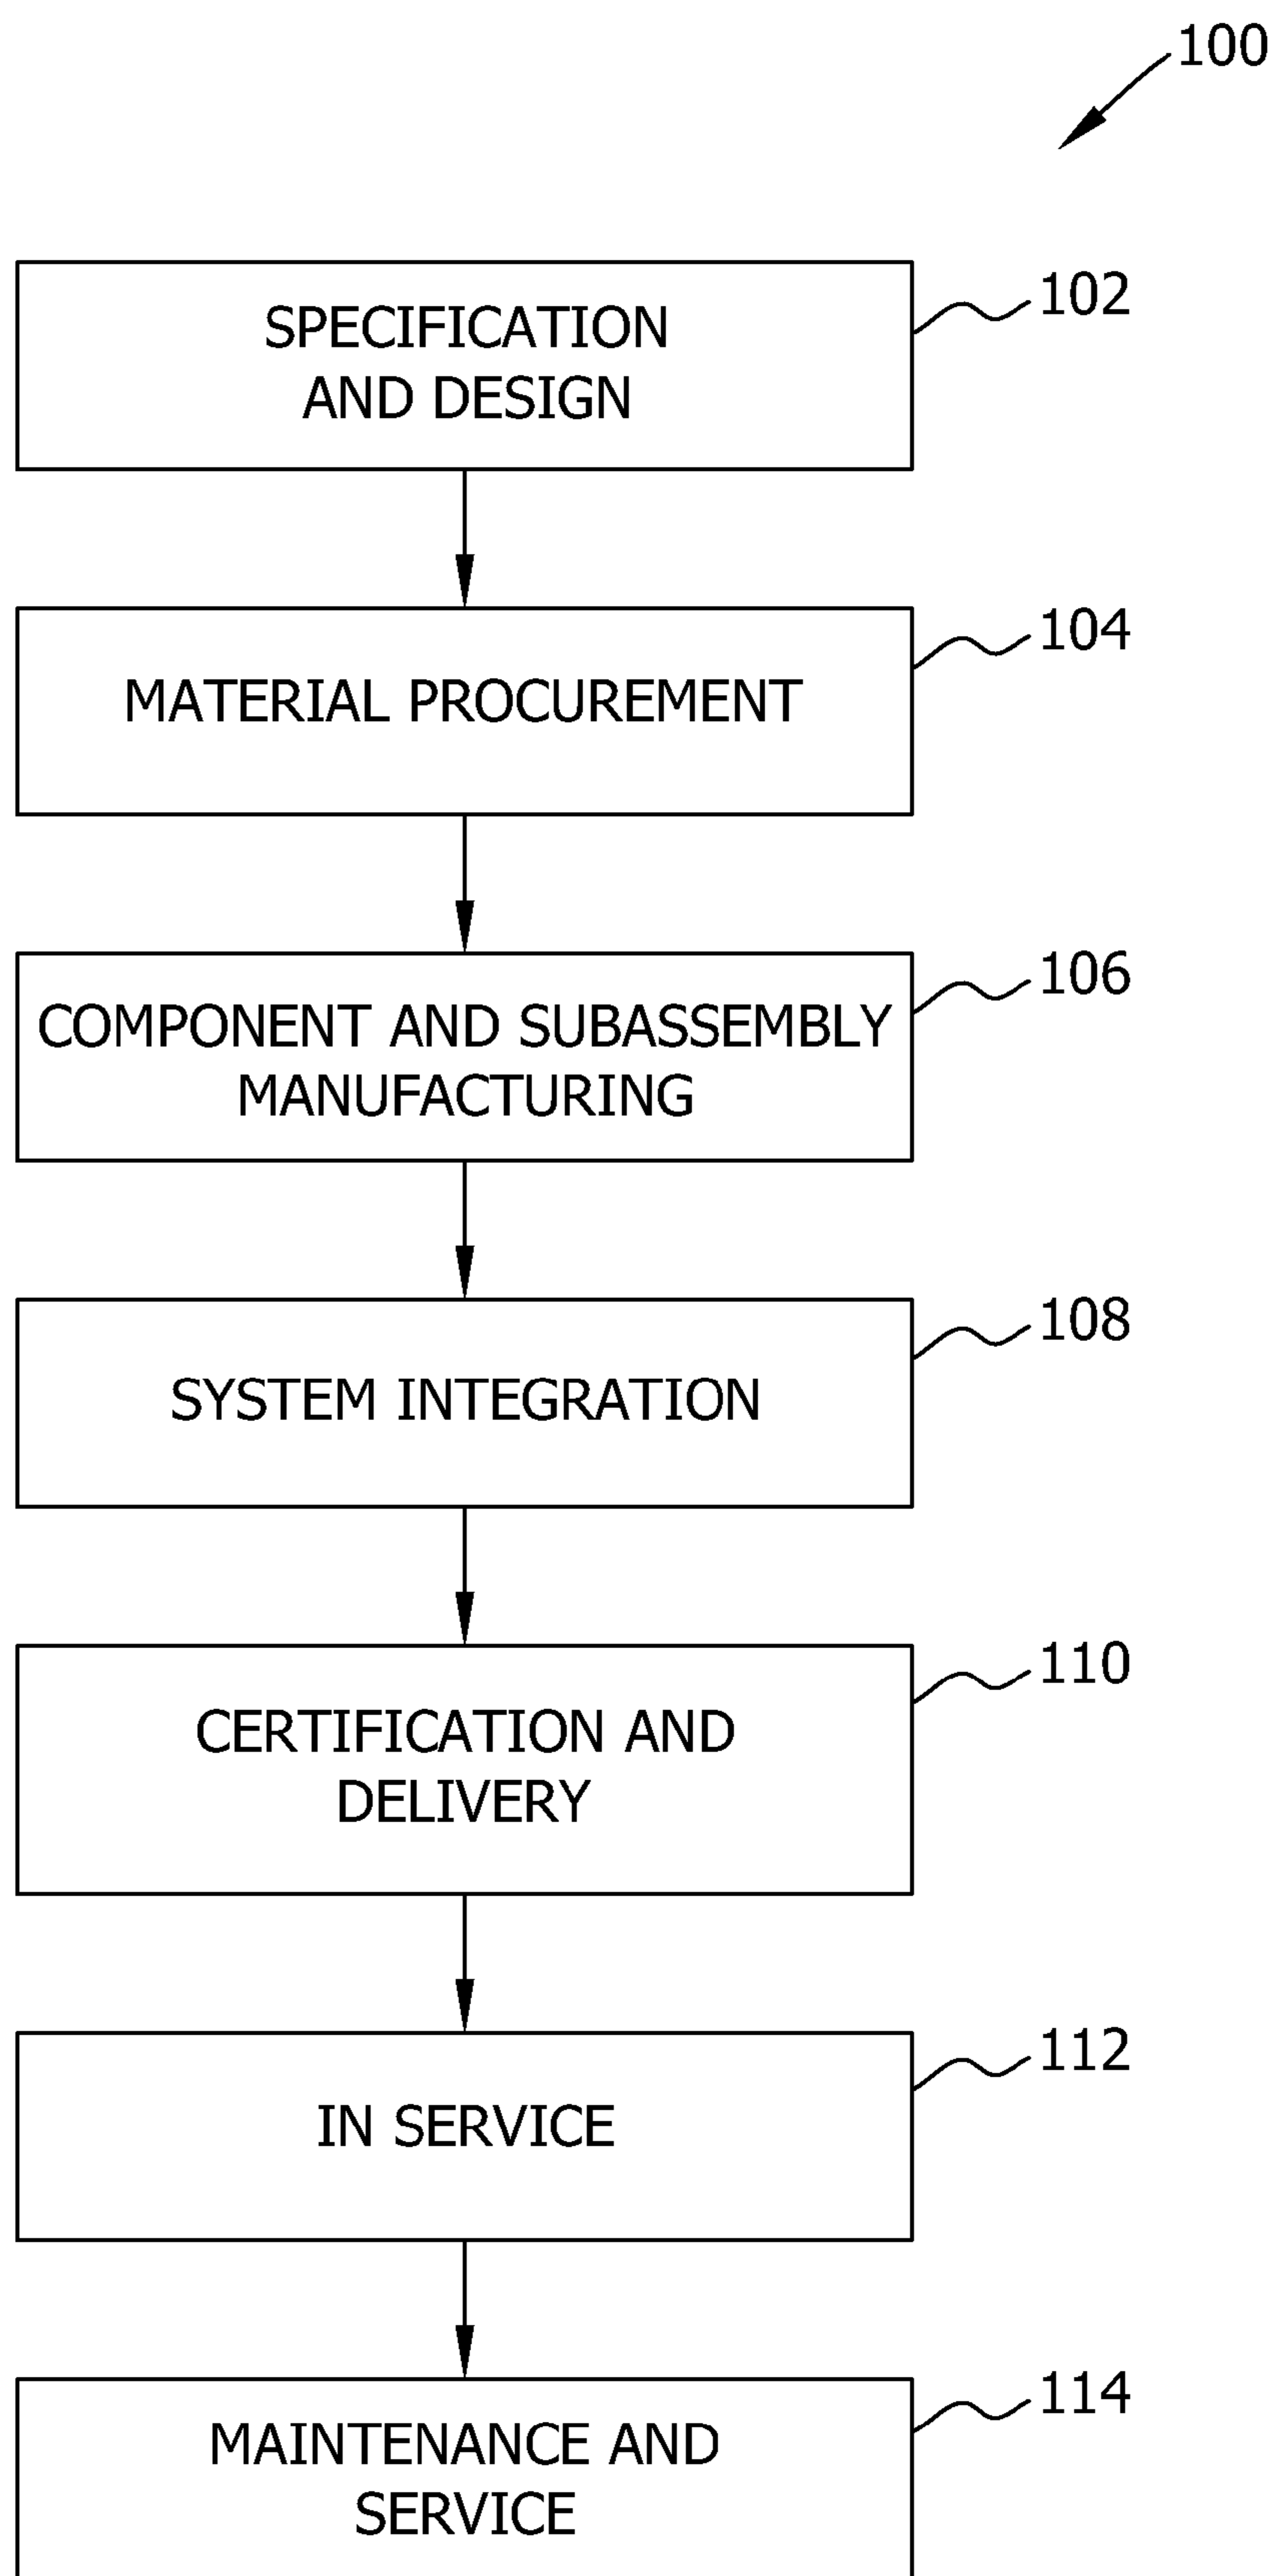 100
SPECIFICATION
AND DESIGN
102
MATERIAL PROCUREMENT
104
COMPONENT AND SUBASSEMBLY
MANUFACTURING
106
SYSTEM INTEGRATION
108
CERTIFICATION AND
DELIVERY
110
IN SERVICE
112
MAINTENANCE AND
SERVICE
114